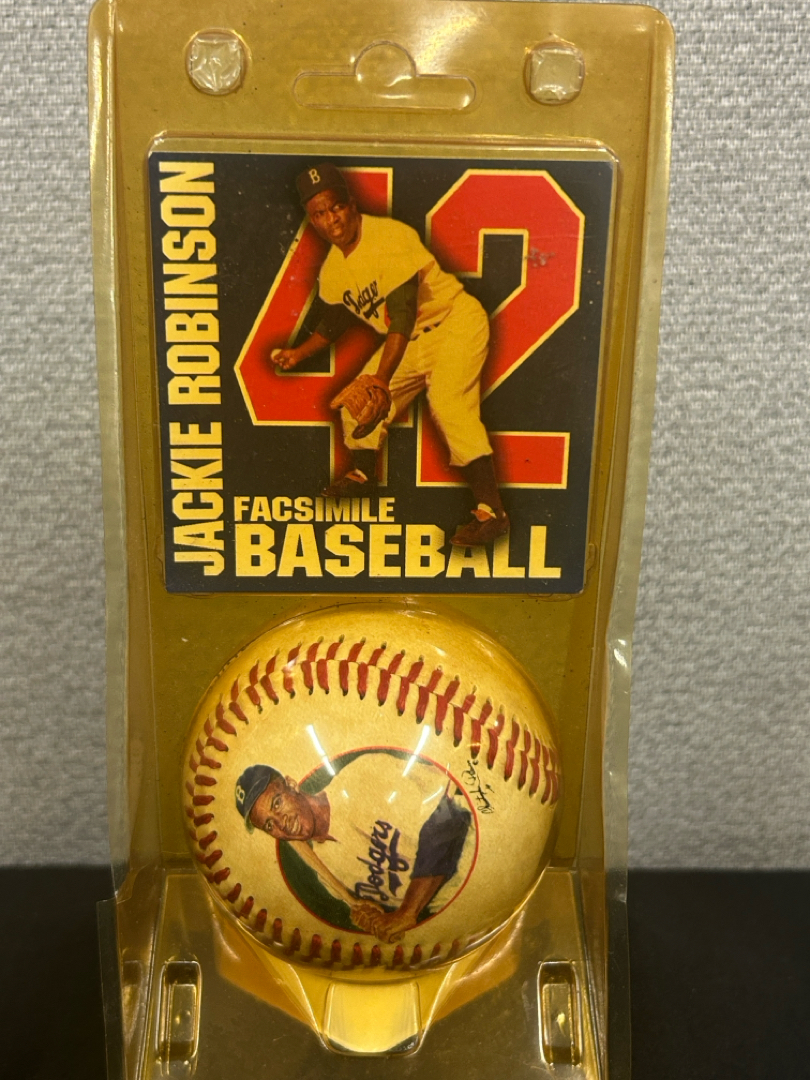 JACKIE ROBINSON
42
B
Dodgers
FACSIMILE
BASEBALL
B
Dodgers